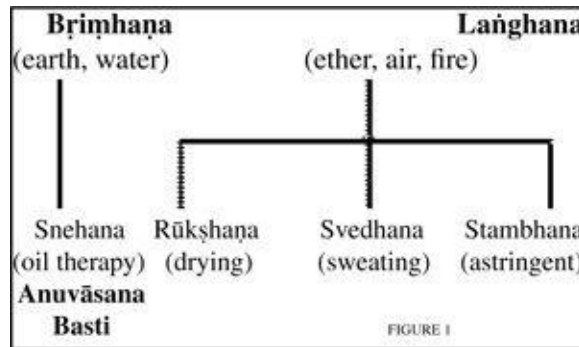 Bṛiṃhaṇa Laṅghana
(earth, water) (ether, air, fire)
Snehana Rūkṣhaṇa Svedhana Stambhana
(oil therapy) (drying) (sweating) (astringent)
Anuvāsana
Basti
FIGURE 1